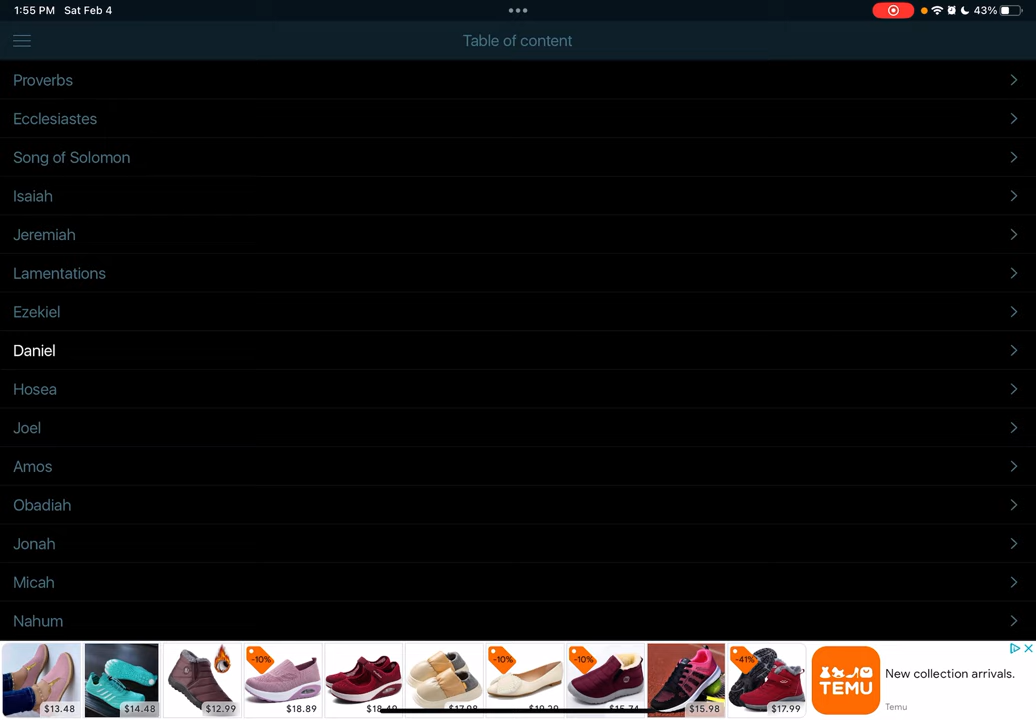 1:55 PM Sat Feb 4
43%
Table of content
Proverbs
Ecclesiastes
Song of Solomon
Isaiah
Jeremiah
Lamentations
Ezekiel
Daniel
Hosea
Joel
Amos
Obadiah
Jonah
Micah
Nahum
-10% -10% -10% -41%
$13.48 $14.48 $12.99 $18.89 $15.98 $17.99
TEMU
New collection arrivals.
Temu